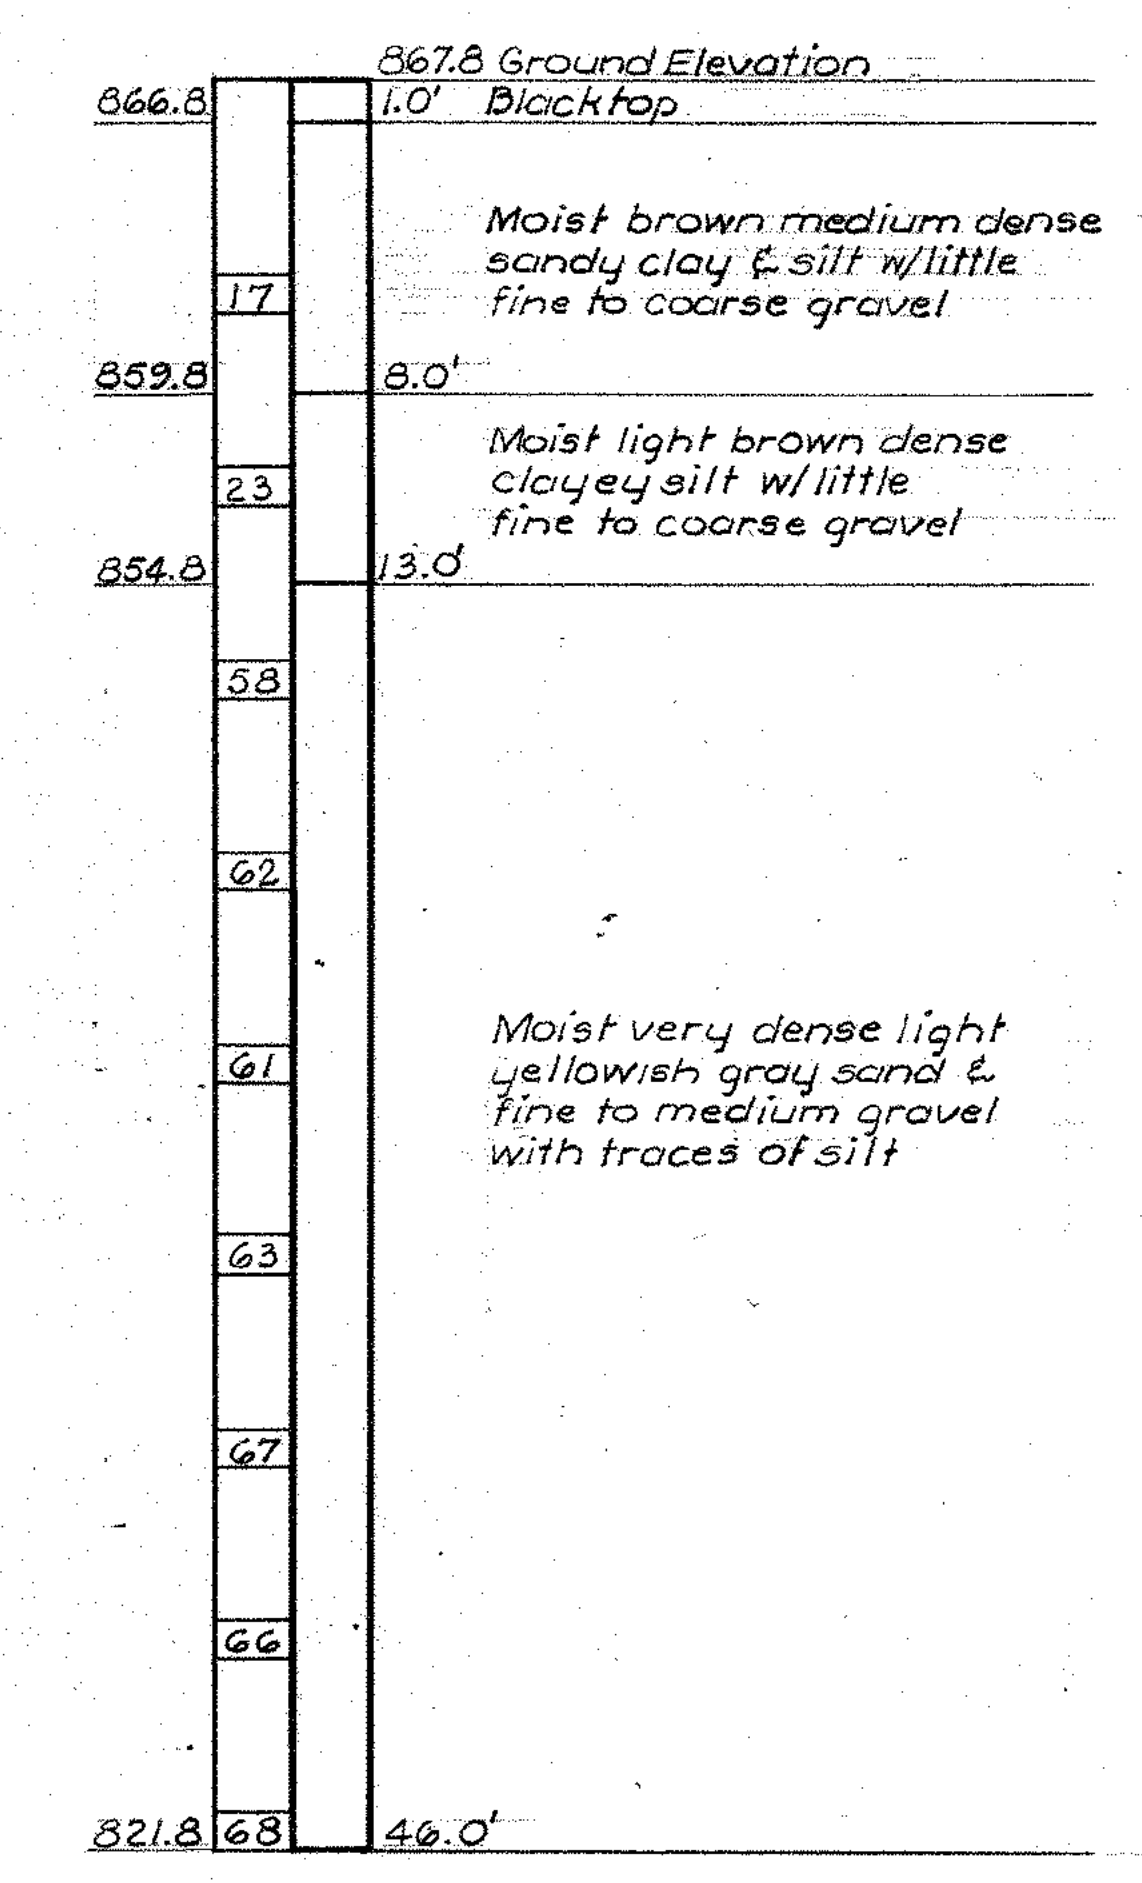 867.8 Ground Elevation
866.8 1.0' Blacktop
Moist brown medium dense
sandy clay & silt w/little
fine to coarse gravel
17
859.8 8.0'
Moist light brown dense
clayey silt w/little
fine to coarse gravel
23
854.8 13.0'
58
62
Moist very dense light
yellowish gray sand &
fine to medium gravel
with traces of silt
61
63
67
66
821.8 68 46.0'